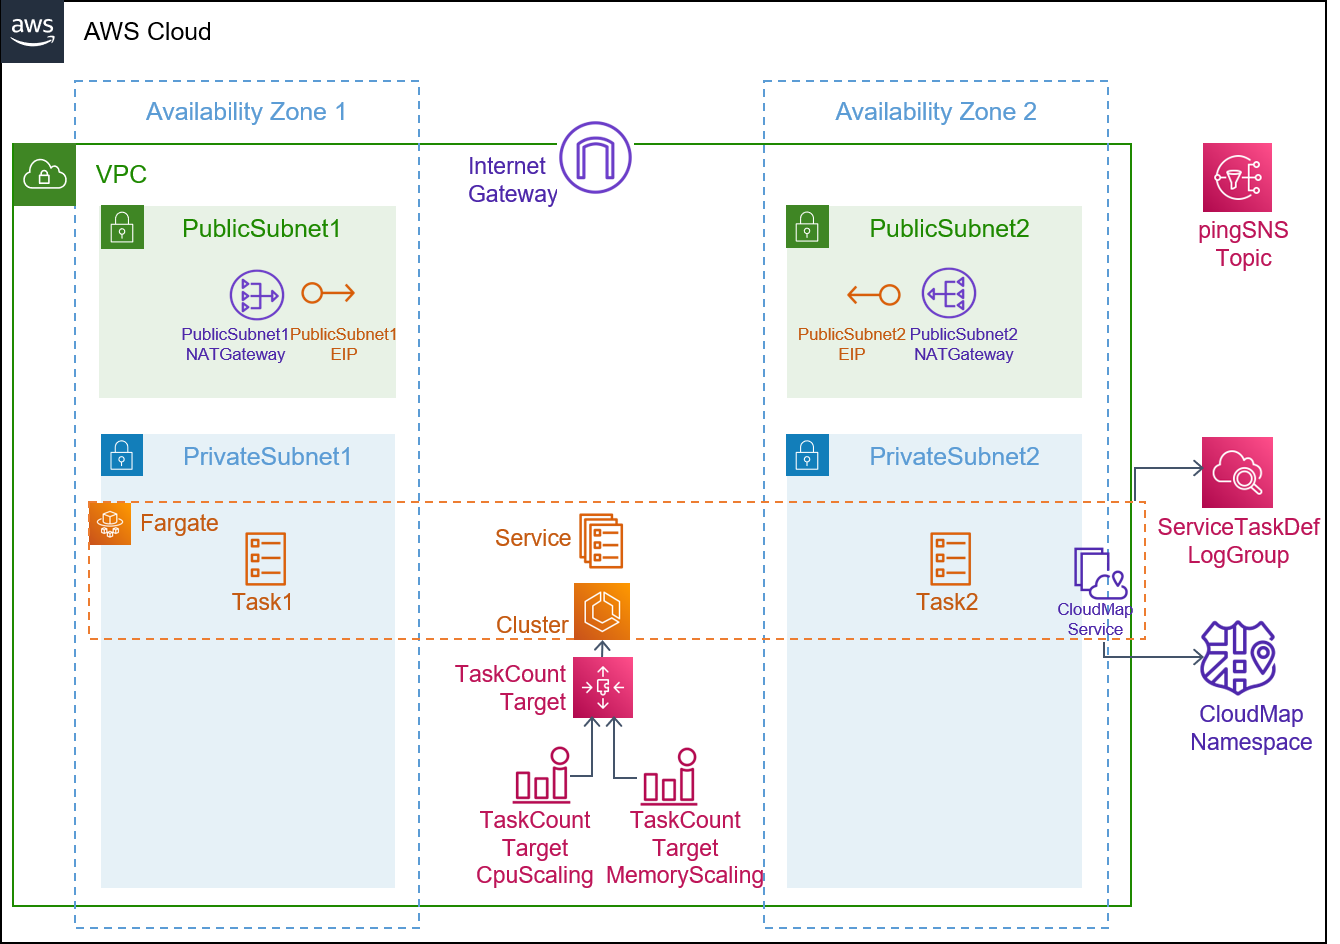 aws
AWS Cloud
Availability Zone 1
Availability Zone 2
VPC
Internet
Gateway
PublicSubnet1
PublicSubnet2
pingSNS
Topic
PublicSubnet1
NATGateway
PublicSubnet1
EIP
PublicSubnet2
EIP
PublicSubnet2
NATGateway
PrivateSubnet1
PrivateSubnet2
Fargate
Service
Task1
Task2
Cluster
CloudMap
Service
ServiceTaskDef
LogGroup
TaskCount
Target
CloudMap
Namespace
TaskCount
Target
CpuScaling
TaskCount
Target
MemoryScaling